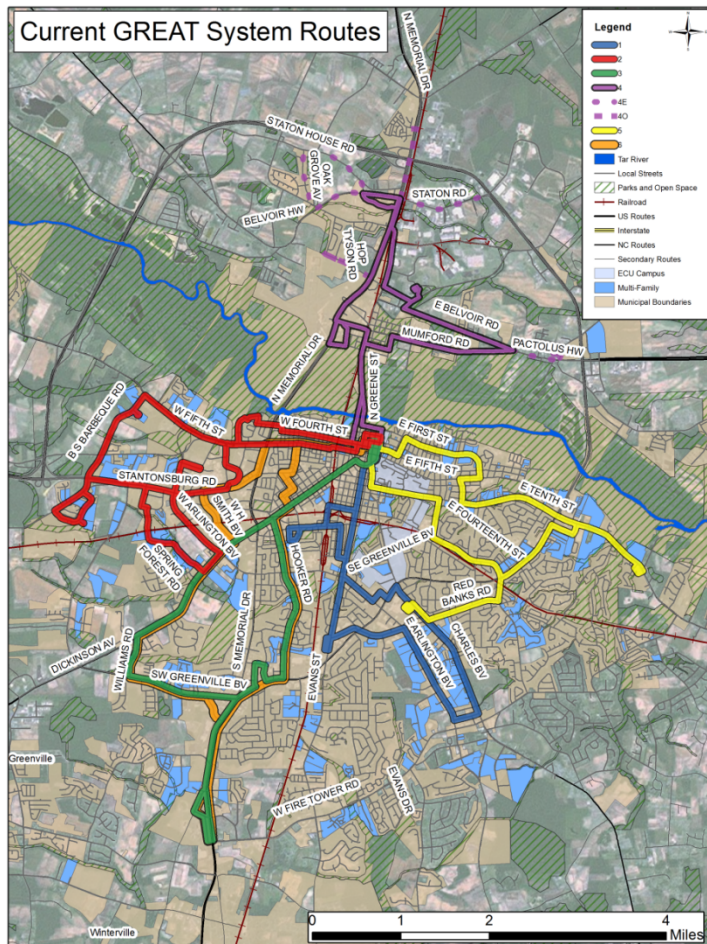 Current GREAT System Routes
Legend
1
2
3
4
4E
4O
5
6
Tar River
Local Streets
Parks and Open Space
Railroad
US Routes
Interstate
NC Routes
Secondary Routes
ECU Campus
Multi-Family
Municipal Boundaries
N MEMORIAL DR
STATON HOUSE RD
OAK
GROVE AV
STATON RD
BELVOIR HW
HOP
TYSON RD
E BELVOIR RD
MUMFORD RD
PACTOLUS HW
N MEMORIAL DR
N GREENE ST
B S BARBEQUE RD
W FIFTH ST
W FOURTH ST
E FIRST ST
E FIFTH ST
STANTONSBURG RD
E TENTH ST
W H
SMITH BV
W ARLINGTON BV
E FOURTEENTH ST
SPRING
FOREST RD
HOOKER RD
SE GREENVILLE BV
RED
BANKS RD
S MEMORIAL DR
DICKINSON AV
WILLIAMS RD
E ARLINGTON BV
CHARLES BV
SW GREENVILLE BV
EVANS ST
Greenville
W FIRE TOWER RD
EVANS DR
Winterville
0 1 2 4
Miles